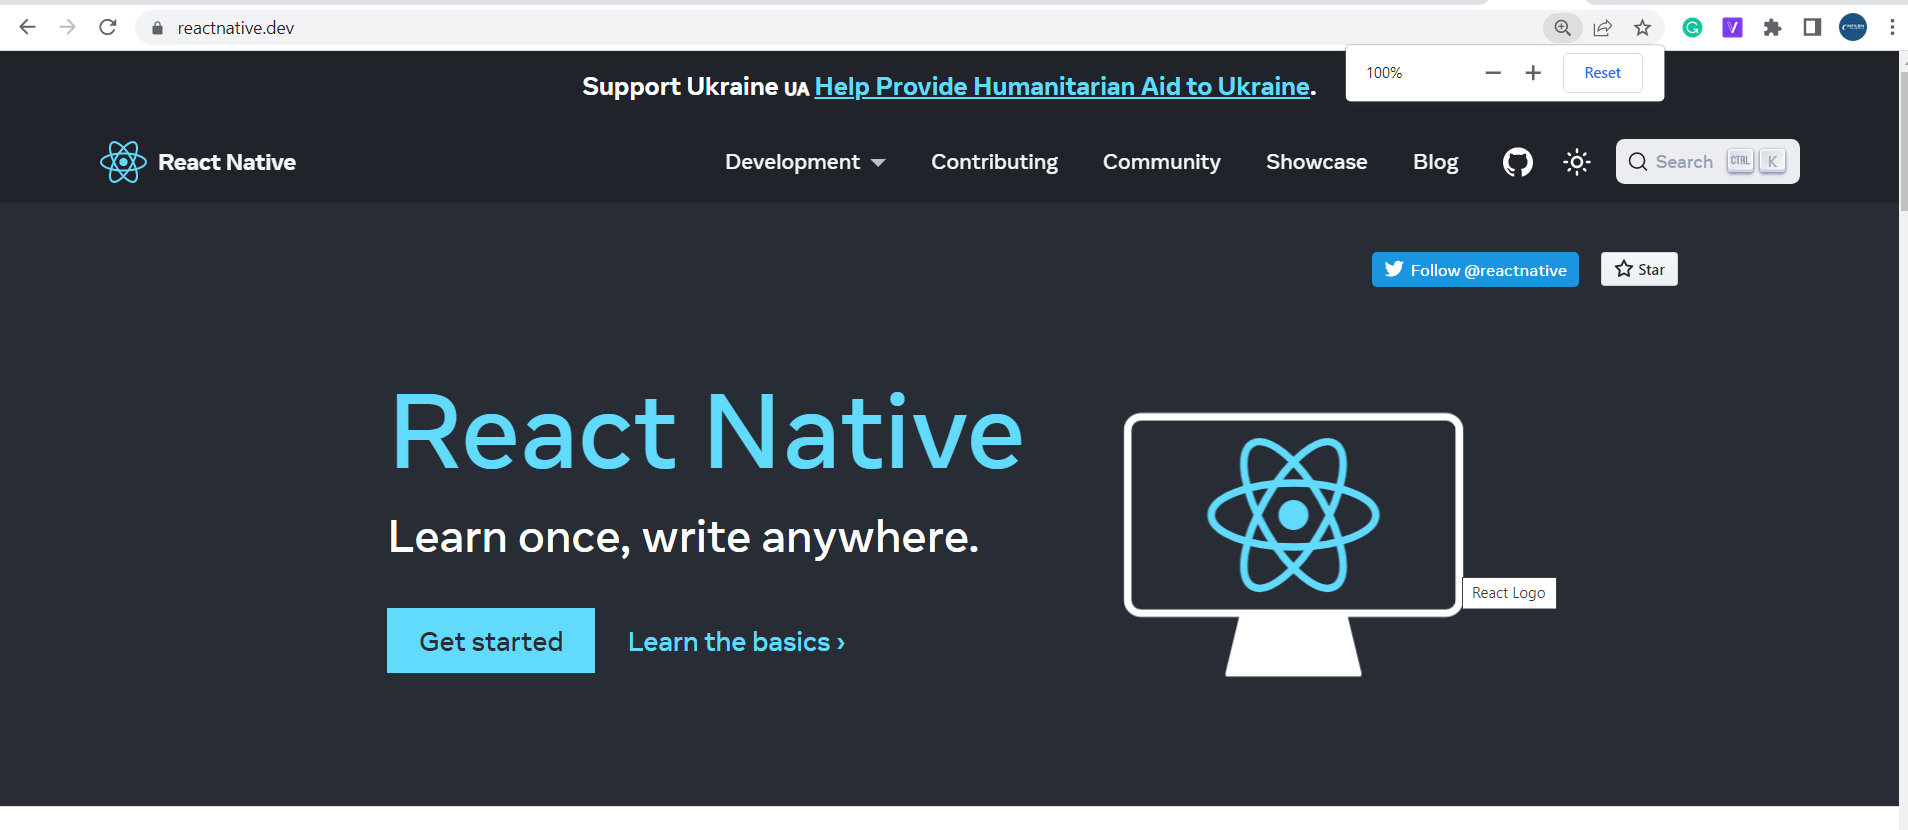 reactnative.dev
100% Reset
Support Ukraine UA Help Provide Humanitarian Aid to Ukraine.
React Native Development Contributing Community Showcase Blog Search CTRL K
Follow @reactnative Star
React Native
Learn once, write anywhere.
React Logo
Get started Learn the basics ›